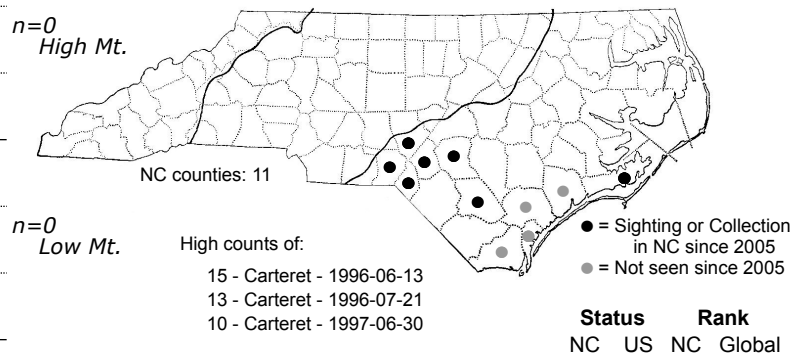 n=0
High Mt.
NC counties: 11
n=0
Low Mt.
High counts of:
15 - Carteret - 1996-06-13
13 - Carteret - 1996-07-21
10 - Carteret - 1997-06-30
= Sighting or Collection
in NC since 2005
= Not seen since 2005
Status Rank
NC US NC Global